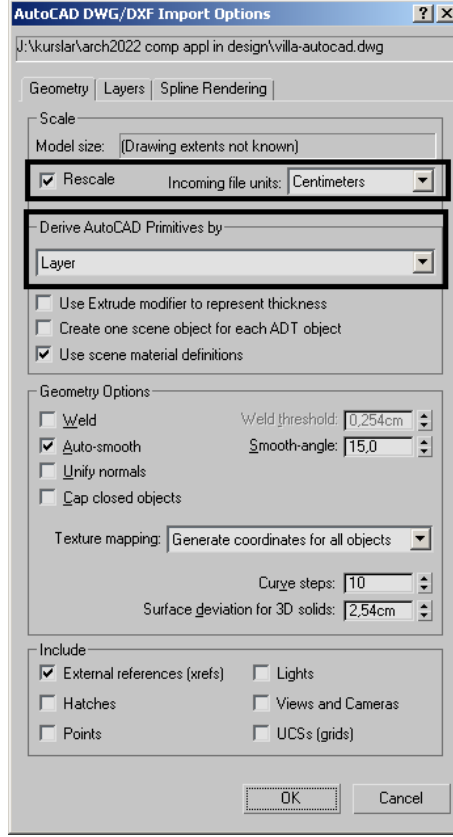 AutoCAD DWG/DXF Import Options
J:\kurslar\arch2022 comp appl in design\villa-autocad.dwg
Geometry Layers Spline Rendering
Scale
Model size: (Drawing extents not known)
Rescale Incoming file units: Centimeters
Derive AutoCAD Primitives by
Layer
Use Extrude modifier to represent thickness
Create one scene object for each ADT object
Use scene material definitions
Geometry Options
Weld Weld threshold: 0,254cm
Auto-smooth Smooth-angle: 15,0
Unify normals
Cap closed objects
Texture mapping: Generate coordinates for all objects
Curve steps: 10
Surface deviation for 3D solids: 2,54cm
Include
External references (xrefs) Lights
Hatches Views and Cameras
Points UCSs (grids)
OK Cancel